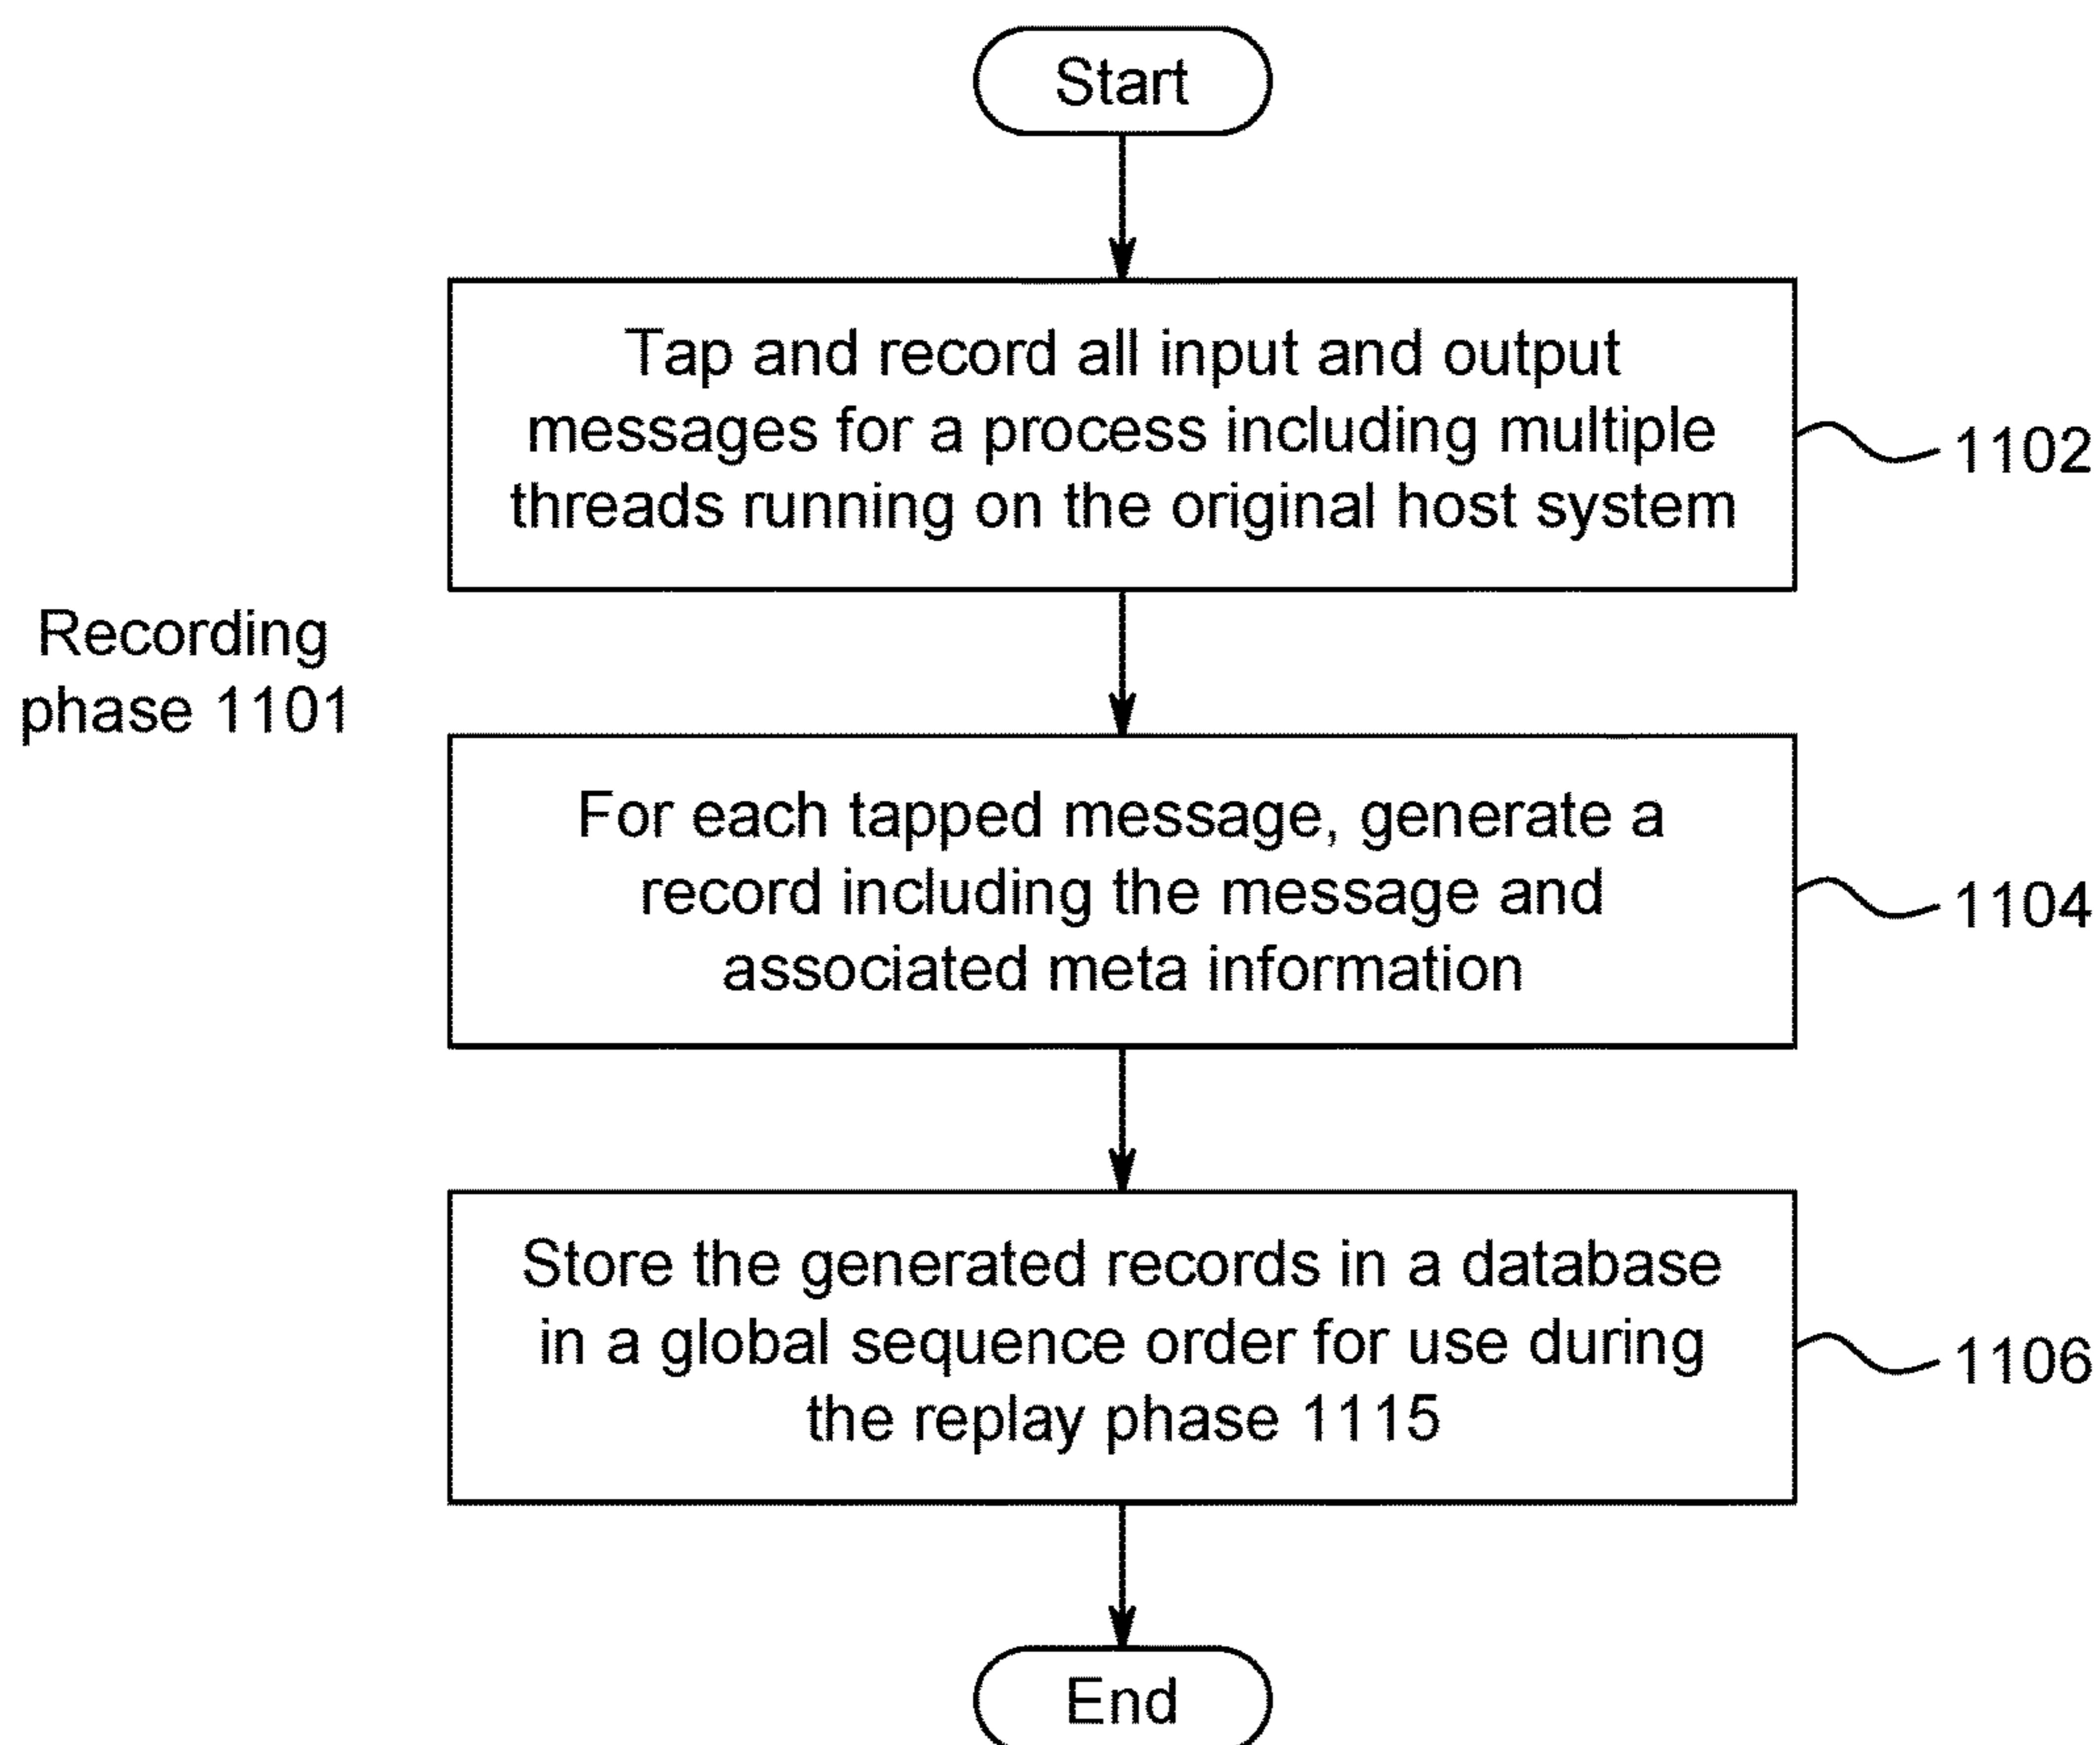 Start
Tap and record all input and output
messages for a process including multiple
threads running on the original host system
1102
Recording
phase 1101
For each tapped message, generate a
record including the message and
associated meta information
1104
Store the generated records in a database
in a global sequence order for use during
the replay phase 1115
1106
End